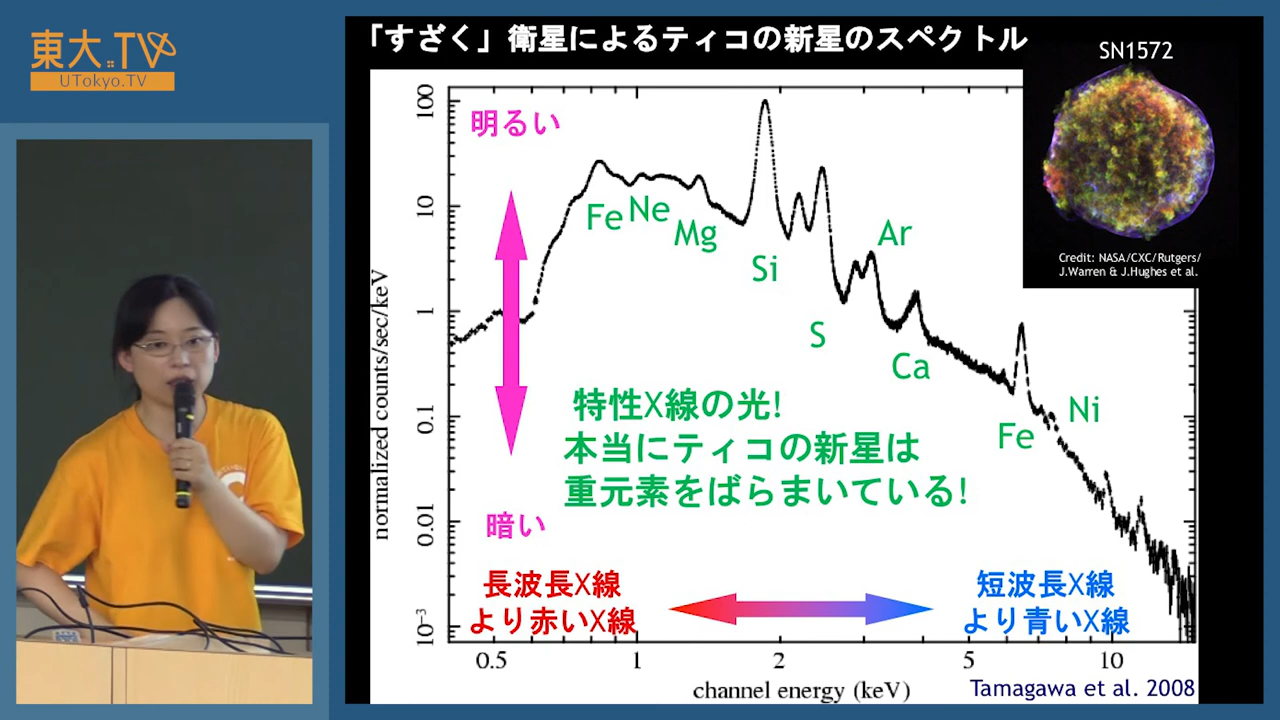 東大.TV
UTokyo.TV
「すざく」衛星によるティコの新星のスペクトル
SN1572
Credit: NASA/CXC/Rutgers/
J.Warren & J.Hughes et al.
明るい
暗い
normalized counts/sec/keV
100
10
1
0.1
0.01
10⁻³
Fe
Ne
Mg
Si
S
Ar
Ca
Fe
Ni
特性X線の光!
本当にティコの新星は
重元素をばらまいている!
長波長X線
より赤いX線
短波長X線
より青いX線
0.5
1
2
5
10
channel energy (keV)
Tamagawa et al. 2008